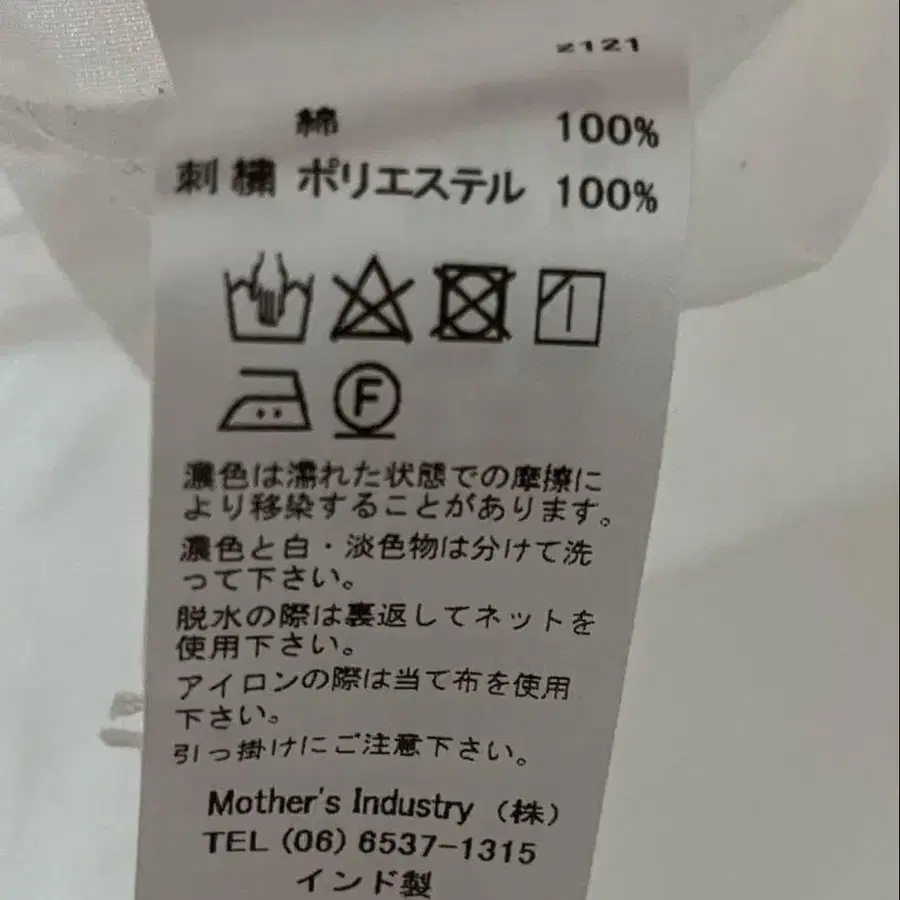 2121
綿 100%
刺繍 ポリエステル 100%
F
濃色は濡れた状態での摩擦に
より移染することがあります。
濃色と白・淡色物は分けて洗
って下さい。
脱水の際は裏返してネットを
使用下さい。
アイロンの際は当て布を使用
下さい。
引っ掛けにご注意下さい。
Mother's Industry (株)
TEL (06) 6537-1315
インド製